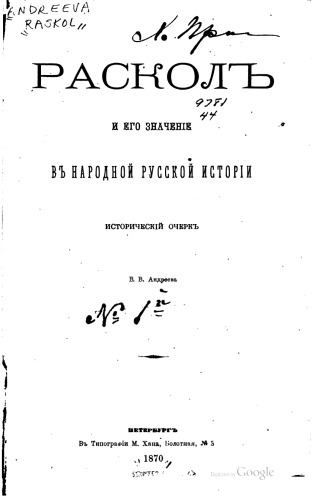 ANDREEVA
RASKOL
РАСКОЛЪ
9781
44
И ЕГО ЗНАЧЕНІЕ
ВЪ НАРОДНОЙ РУССКОЙ ИСТОРІИ
ИСТОРИЧЕСКІЙ ОЧЕРКЪ
В. В. Андреева
№ 1
ПЕТЕРБУРГЪ
Въ Типографіи М. Хана, Болотная, № 5
1870
Digitized by Google